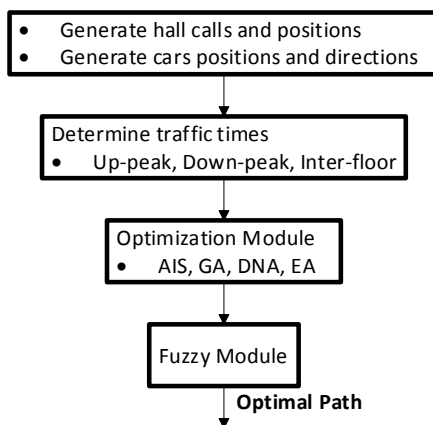 • Generate hall calls and positions
• Generate cars positions and directions
Determine traffic times
• Up-peak, Down-peak, Inter-floor
Optimization Module
• AIS, GA, DNA, EA
Fuzzy Module
Optimal Path